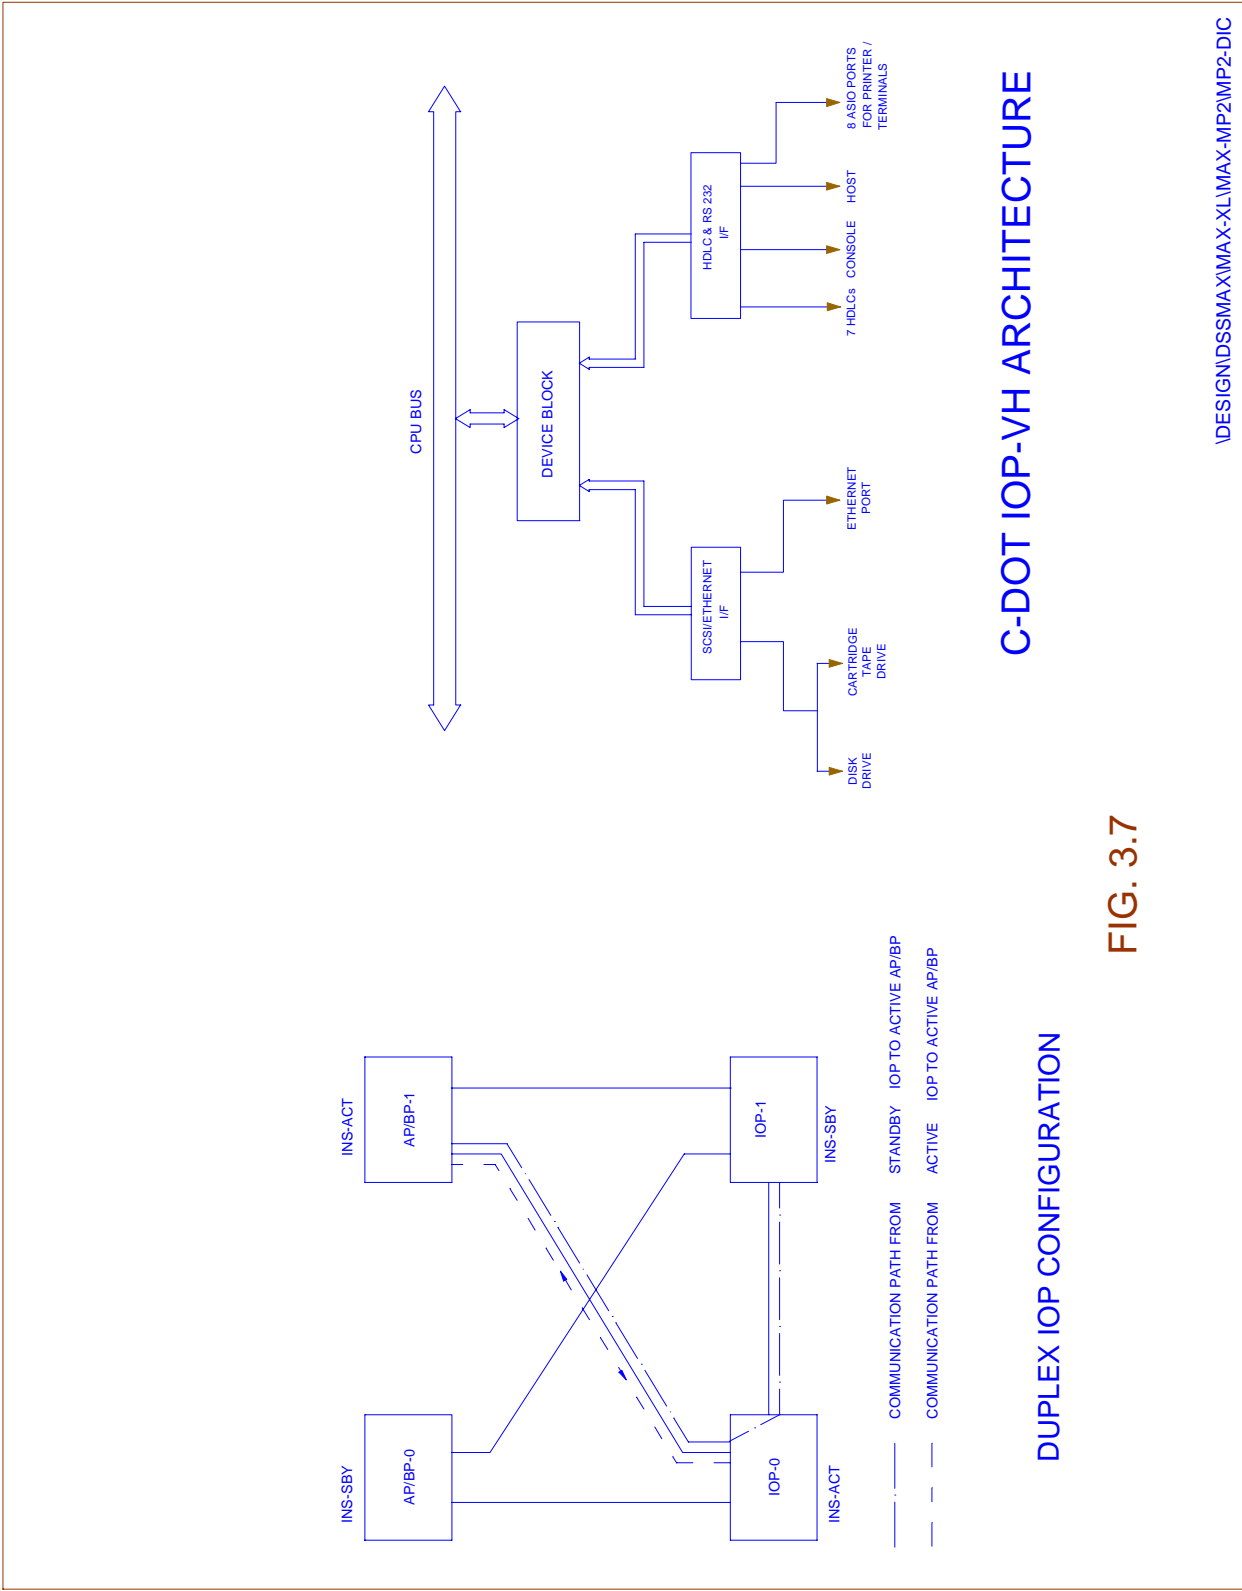 INS-SBY
INS-ACT
AP/BP-0
AP/BP-1
IOP-0
IOP-1
INS-ACT
INS-SBY
COMMUNICATION PATH FROM STANDBY IOP TO ACTIVE AP/BP
COMMUNICATION PATH FROM ACTIVE IOP TO ACTIVE AP/BP
DUPLEX IOP CONFIGURATION
CPU BUS
DEVICE BLOCK
SCSI/ETHERNET
I/F
HDLC & RS 232
I/F
DISK
DRIVE
CARTRIDGE
TAPE
DRIVE
ETHERNET
PORT
7 HDLCs
CONSOLE
HOST
8 ASIO PORTS
FOR PRINTER /
TERMINALS
C-DOT IOP-VH ARCHITECTURE
FIG. 3.7
\DESIGN\DSSMAX\MAX-XL\MAX-MP2\MP2-DIC